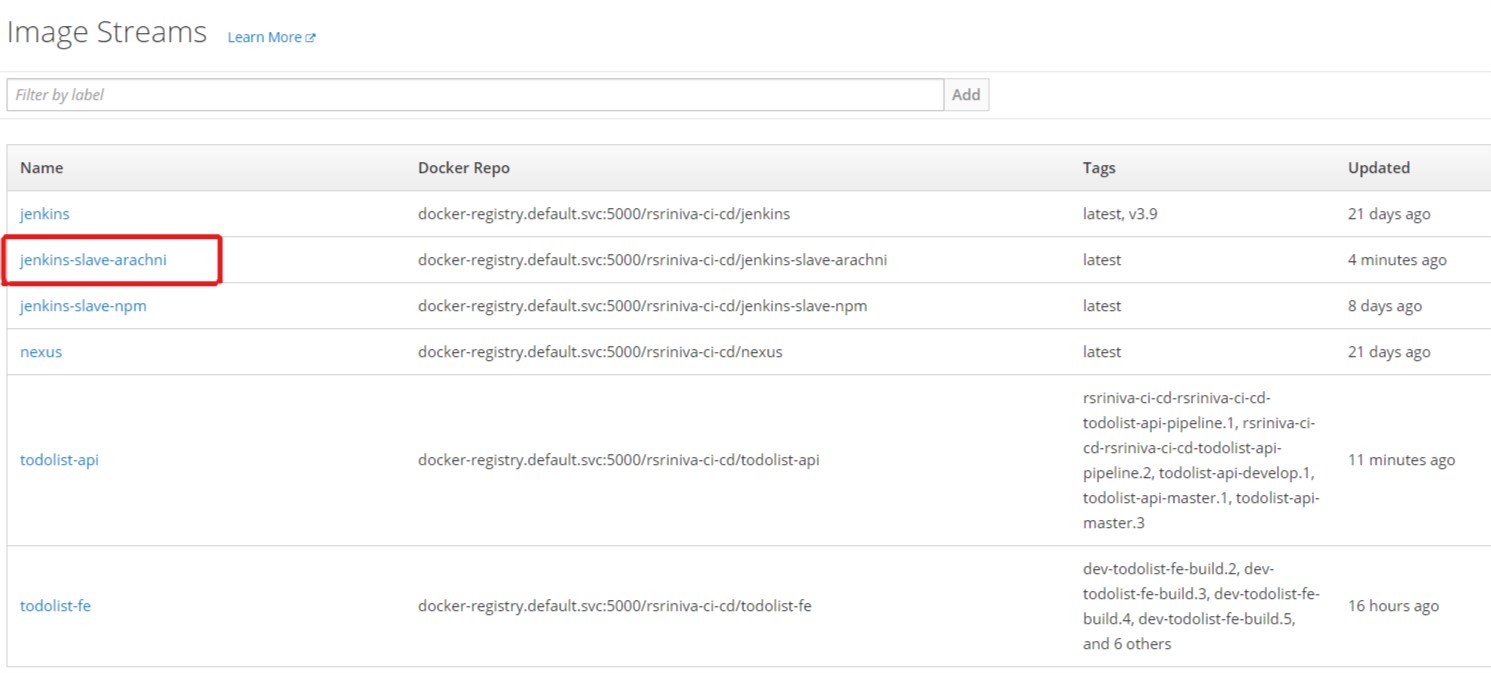 Image Streams Learn More
Filter by label Add
Name Docker Repo Tags Updated
jenkins docker-registry.default.svc:5000/rsriniva-ci-cd/jenkins latest, v3.9 21 days ago
jenkins-slave-arachni docker-registry.default.svc:5000/rsriniva-ci-cd/jenkins-slave-arachni latest 4 minutes ago
jenkins-slave-npm docker-registry.default.svc:5000/rsriniva-ci-cd/jenkins-slave-npm latest 8 days ago
nexus docker-registry.default.svc:5000/rsriniva-ci-cd/nexus latest 21 days ago
todolist-api docker-registry.default.svc:5000/rsriniva-ci-cd/todolist-api
rsriniva-ci-cd-rsriniva-ci-cd-
todolist-api-pipeline.1, rsriniva-ci-
cd-rsriniva-ci-cd-todolist-api-
pipeline.2, todolist-api-develop.1,
todolist-api-master.1, todolist-api-
master.3
11 minutes ago
todolist-fe docker-registry.default.svc:5000/rsriniva-ci-cd/todolist-fe
dev-todolist-fe-build.2, dev-
todolist-fe-build.3, dev-todolist-fe-
build.4, dev-todolist-fe-build.5,
and 6 others
16 hours ago